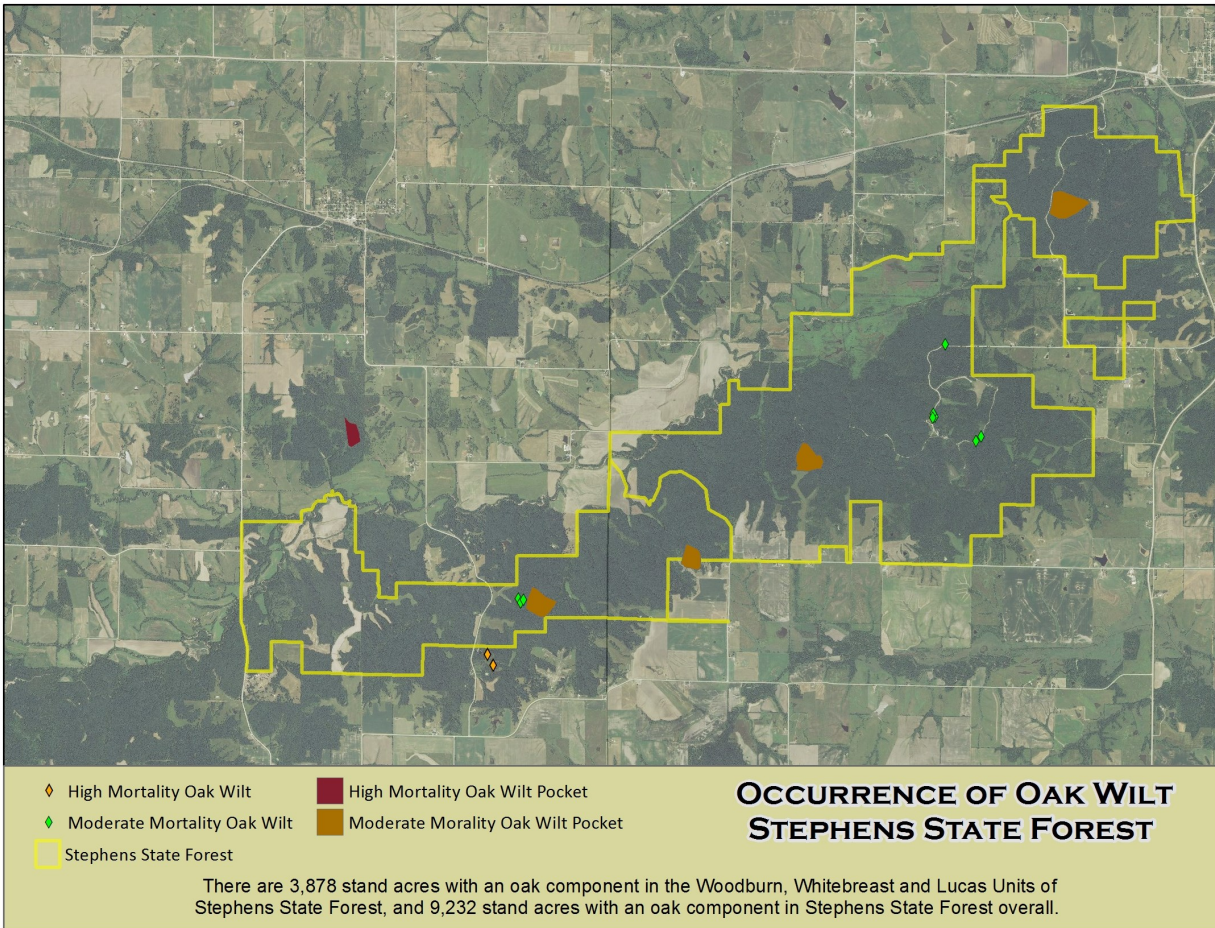 High Mortality Oak Wilt
High Mortality Oak Wilt Pocket
Moderate Mortality Oak Wilt
Moderate Morality Oak Wilt Pocket
Stephens State Forest
OCCURRENCE OF OAK WILT
STEPHENS STATE FOREST
There are 3,878 stand acres with an oak component in the Woodburn, Whitebreast and Lucas Units of
Stephens State Forest, and 9,232 stand acres with an oak component in Stephens State Forest overall.